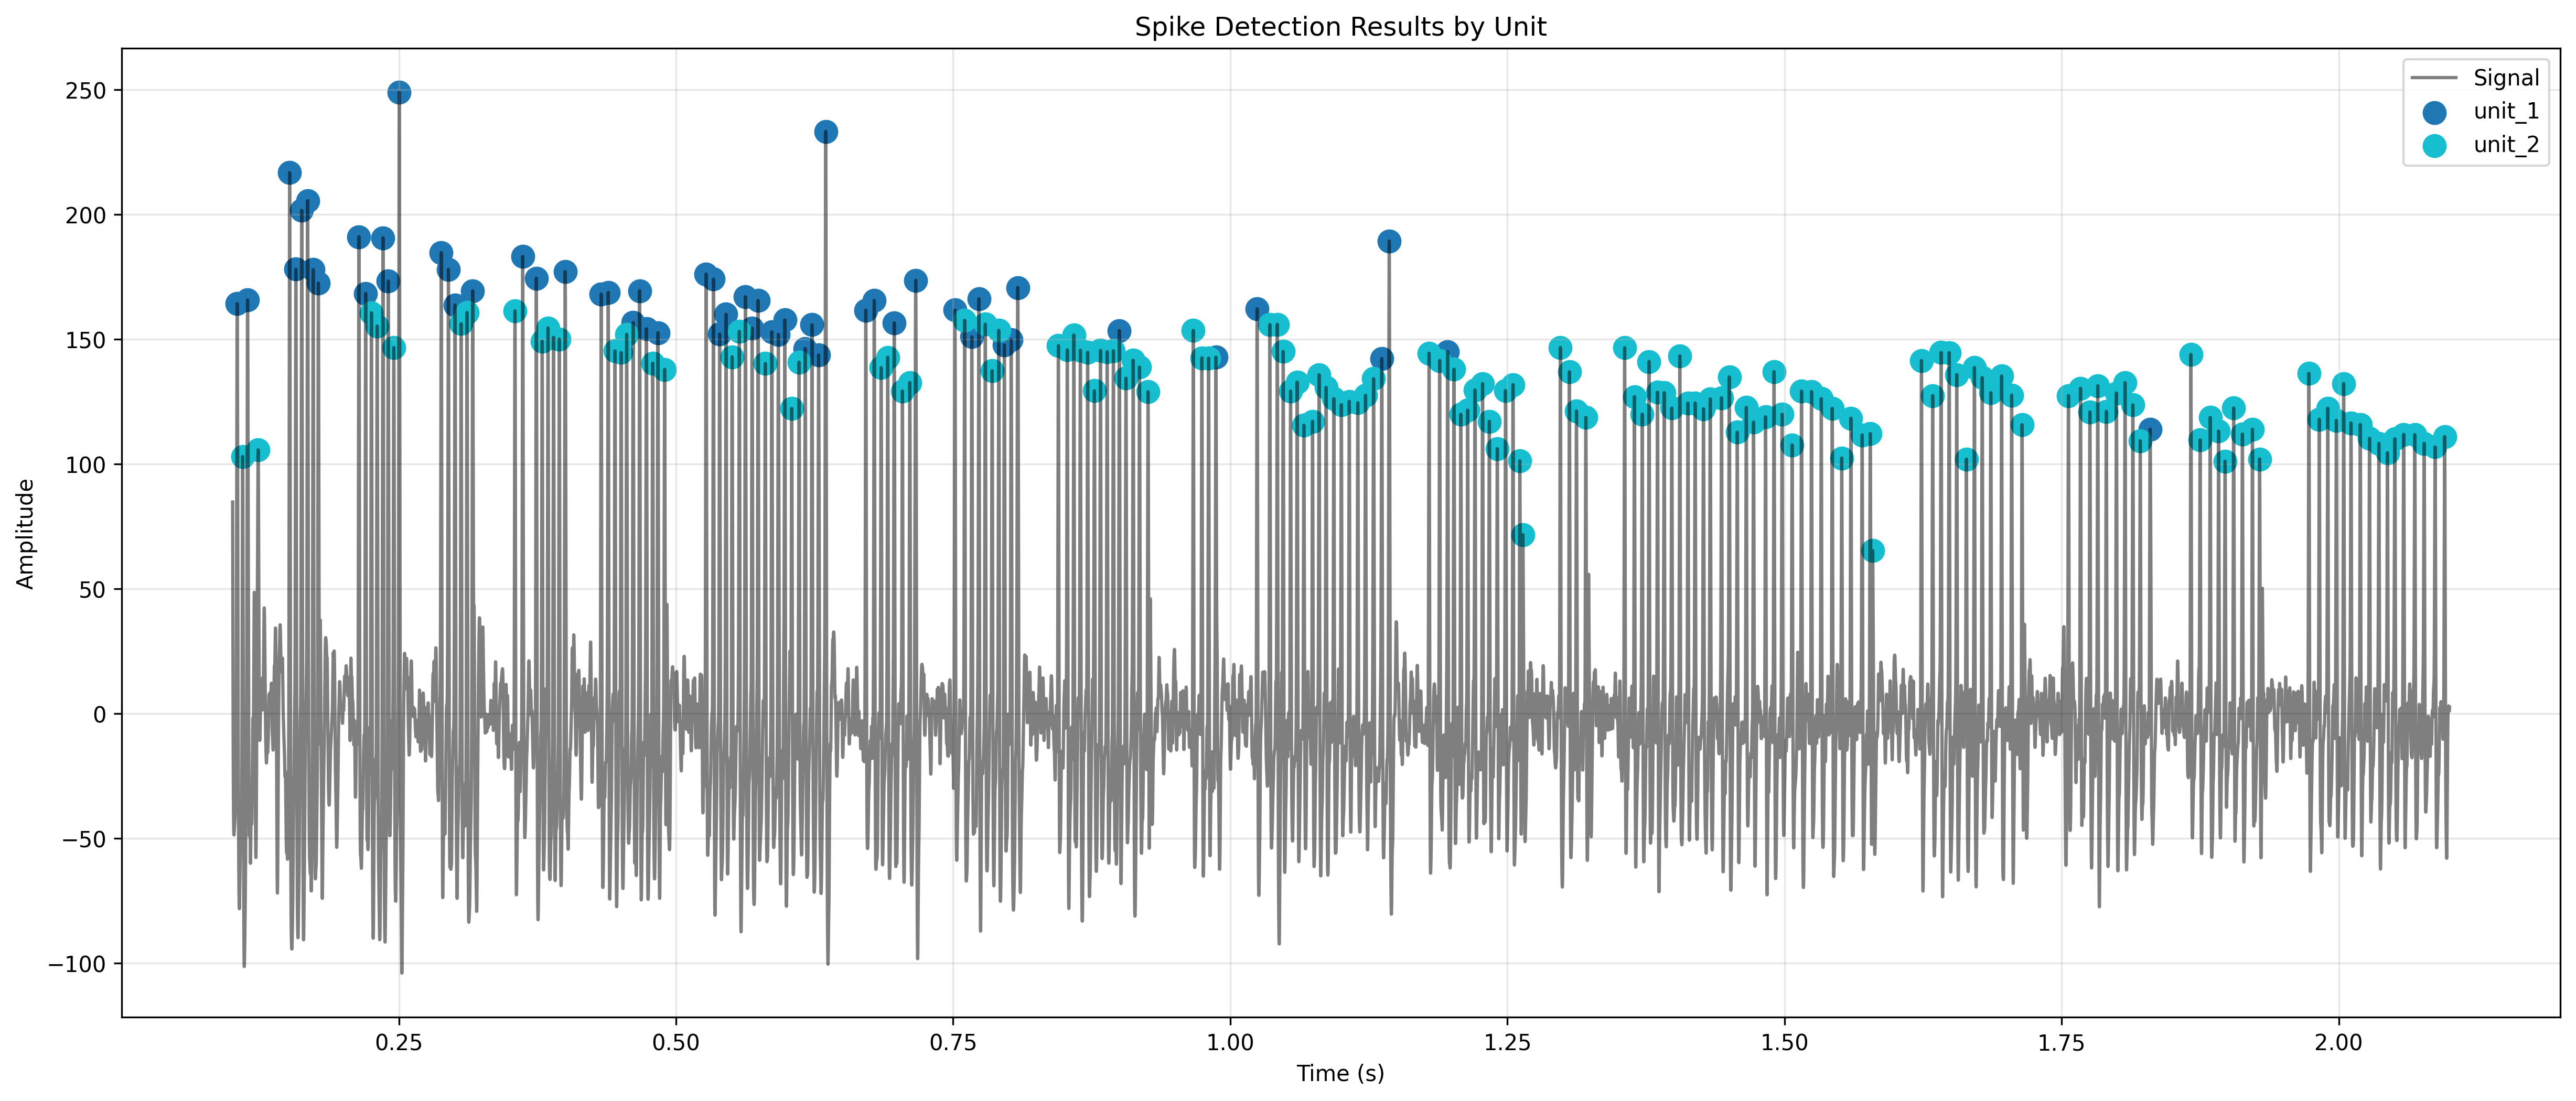 Spike Detection Results by Unit
Signal
unit_1
unit_2
250
200
150
100
50
0
−50
−100
Amplitude
0.25 0.50 0.75 1.00 1.25 1.50 1.75 2.00
Time (s)